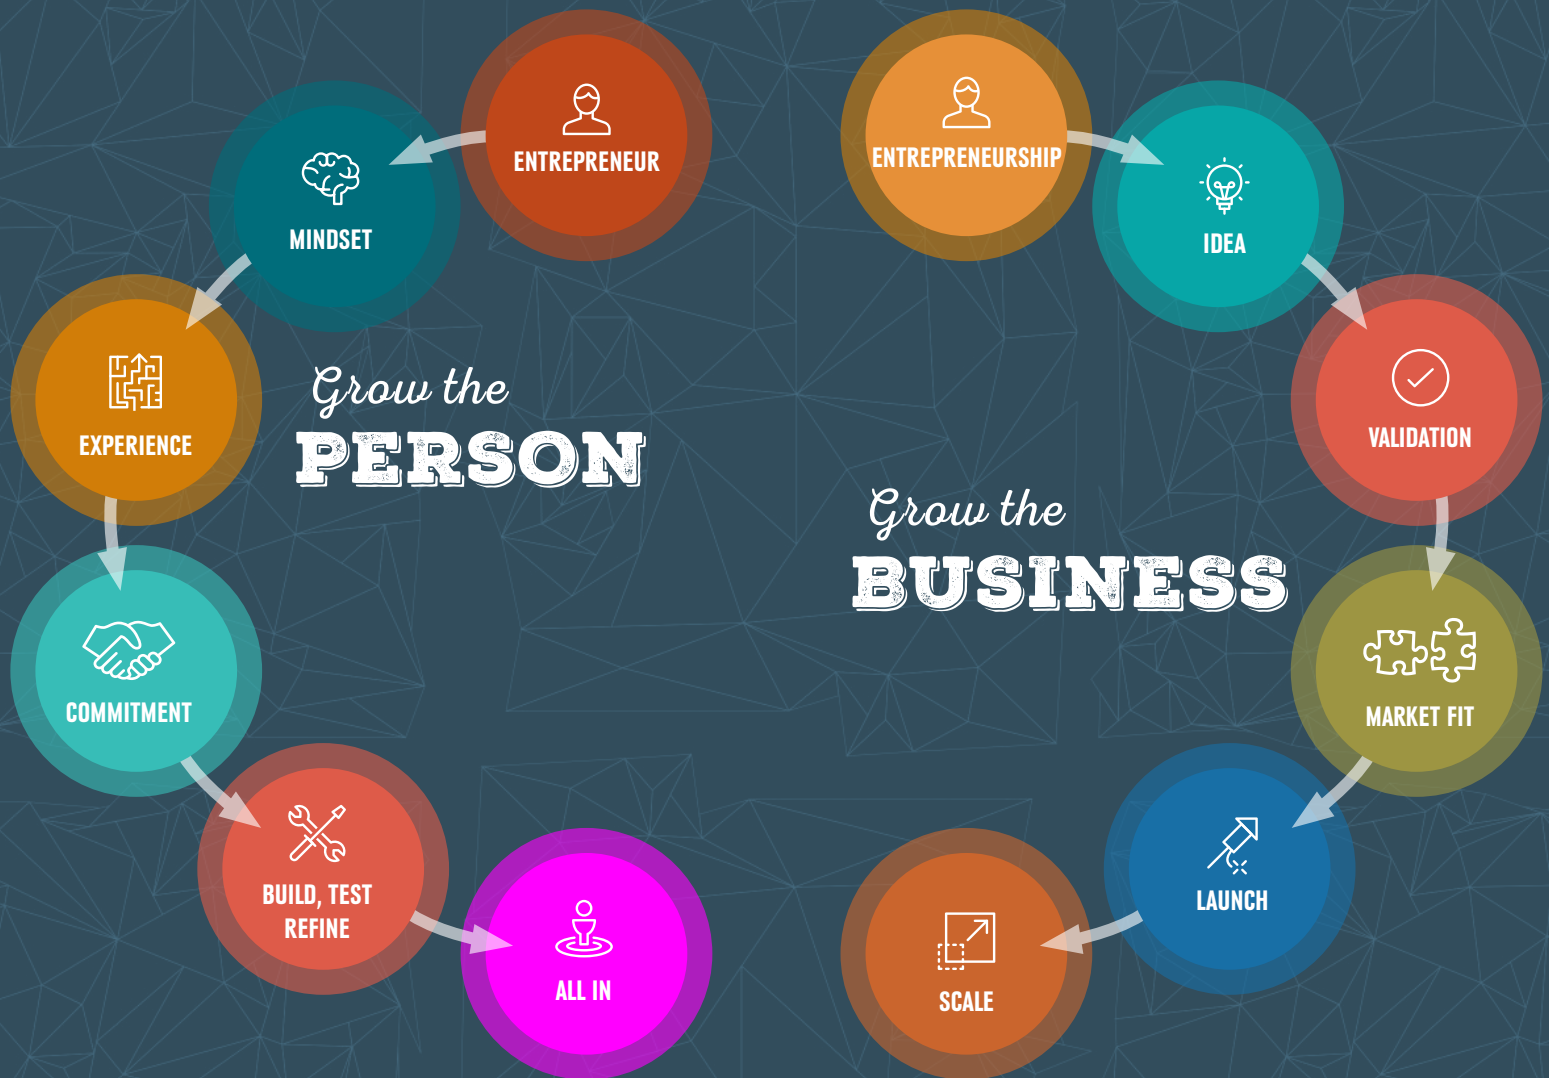 ENTREPRENEUR
MINDSET
EXPERIENCE
COMMITMENT
BUILD, TEST
REFINE
ALL IN
Grow the
PERSON
ENTREPRENEURSHIP
IDEA
VALIDATION
MARKET FIT
LAUNCH
SCALE
Grow the
BUSINESS